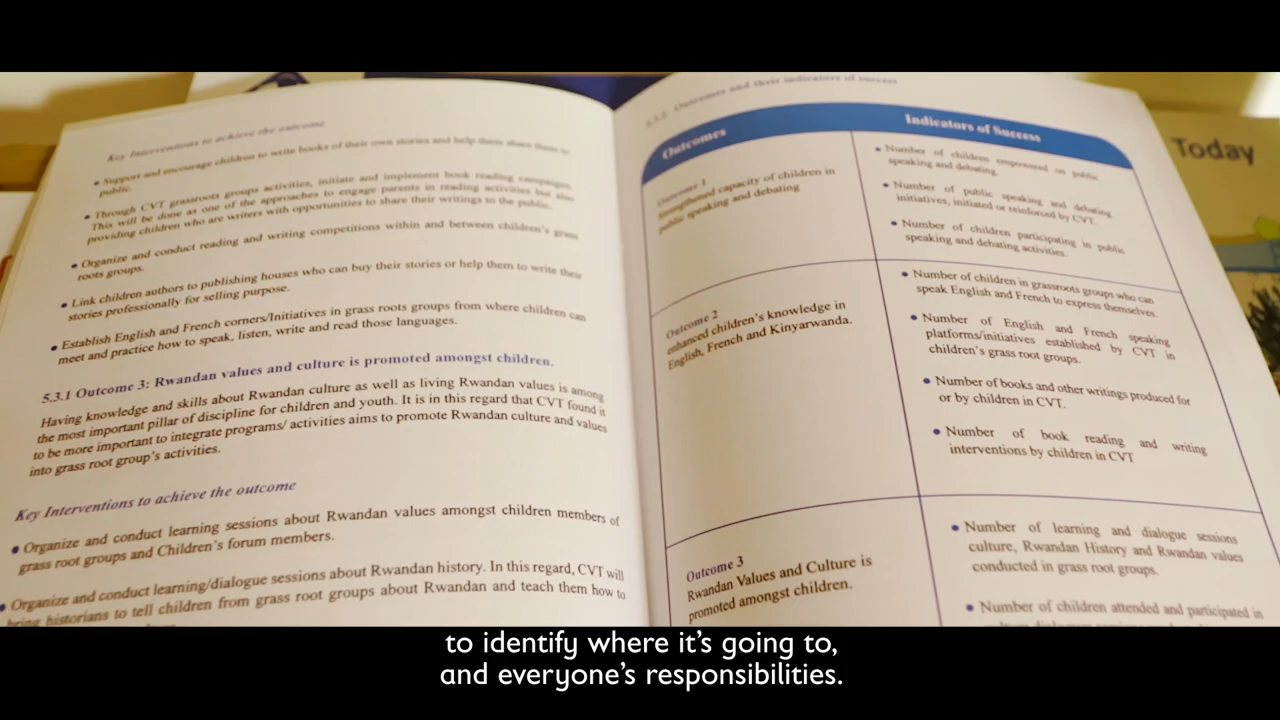 Key Interventions to achieve the outcome
• Support and encourage children to write books of their own stories and help them share them to
public.
• Through CVT grassroots groups activities, initiate and implement book reading campaigns.
This will be done as one of the approaches to engage parents in reading activities but also
providing children who are writers with opportunities to share their writings to the public.
• Organize and conduct reading and writing competitions within and between children's grass
roots groups.
• Link children authors to publishing houses who can buy their stories or help them to write their
stories professionally for selling purpose.
• Establish English and French corners/Initiatives in grass roots groups from where children can
meet and practice how to speak, listen, write and read those languages.
5.3.1 Outcome 3: Rwandan values and culture is promoted amongst children.
Having knowledge and skills about Rwandan culture as well as living Rwandan values is among
the most important pillar of discipline for children and youth. It is in this regard that CVT found it
to be more important to integrate programs/ activities aims to promote Rwandan culture and values
into grass root group's activities.
Key Interventions to achieve the outcome
• Organize and conduct learning sessions about Rwandan values amongst children members of
grass root groups and Children's forum members.
• Organize and conduct learning/dialogue sessions about Rwandan history. In this regard, CVT will
bring historians to tell children from grass root groups about Rwandan and teach them how to
5.3.2 Outcomes and their indicators of success
Outcomes
Indicators of Success
Outcome 1
Strengthened capacity of children in
public speaking and debating
• Number of children empowered on public
speaking and debating.
• Number of public speaking and debating
initiatives, initiated or reinforced by CVT.
• Number of children participating in public
speaking and debating activities.
Outcome 2
enhanced children's knowledge in
English, French and Kinyarwanda.
• Number of children in grassroots groups who can
speak English and French to express themselves.
• Number of English and French speaking
platforms/initiatives established by CVT in
children's grass root groups.
• Number of books and other writings produced for
or by children in CVT.
• Number of book reading and writing
interventions by children in CVT
Outcome 3
Rwandan Values and Culture is
promoted amongst children.
• Number of learning and dialogue sessions
culture, Rwandan History and Rwandan values
conducted in grass root groups.
• Number of children attended and participated in
Today
to identify where it's going to,
and everyone's responsibilities.